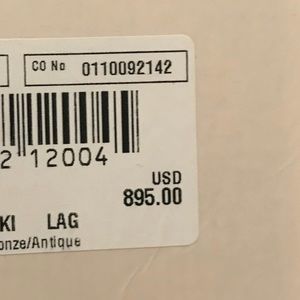 CO No 0110092142
2 12004
USD
895.00
KI LAG
onze/Antique